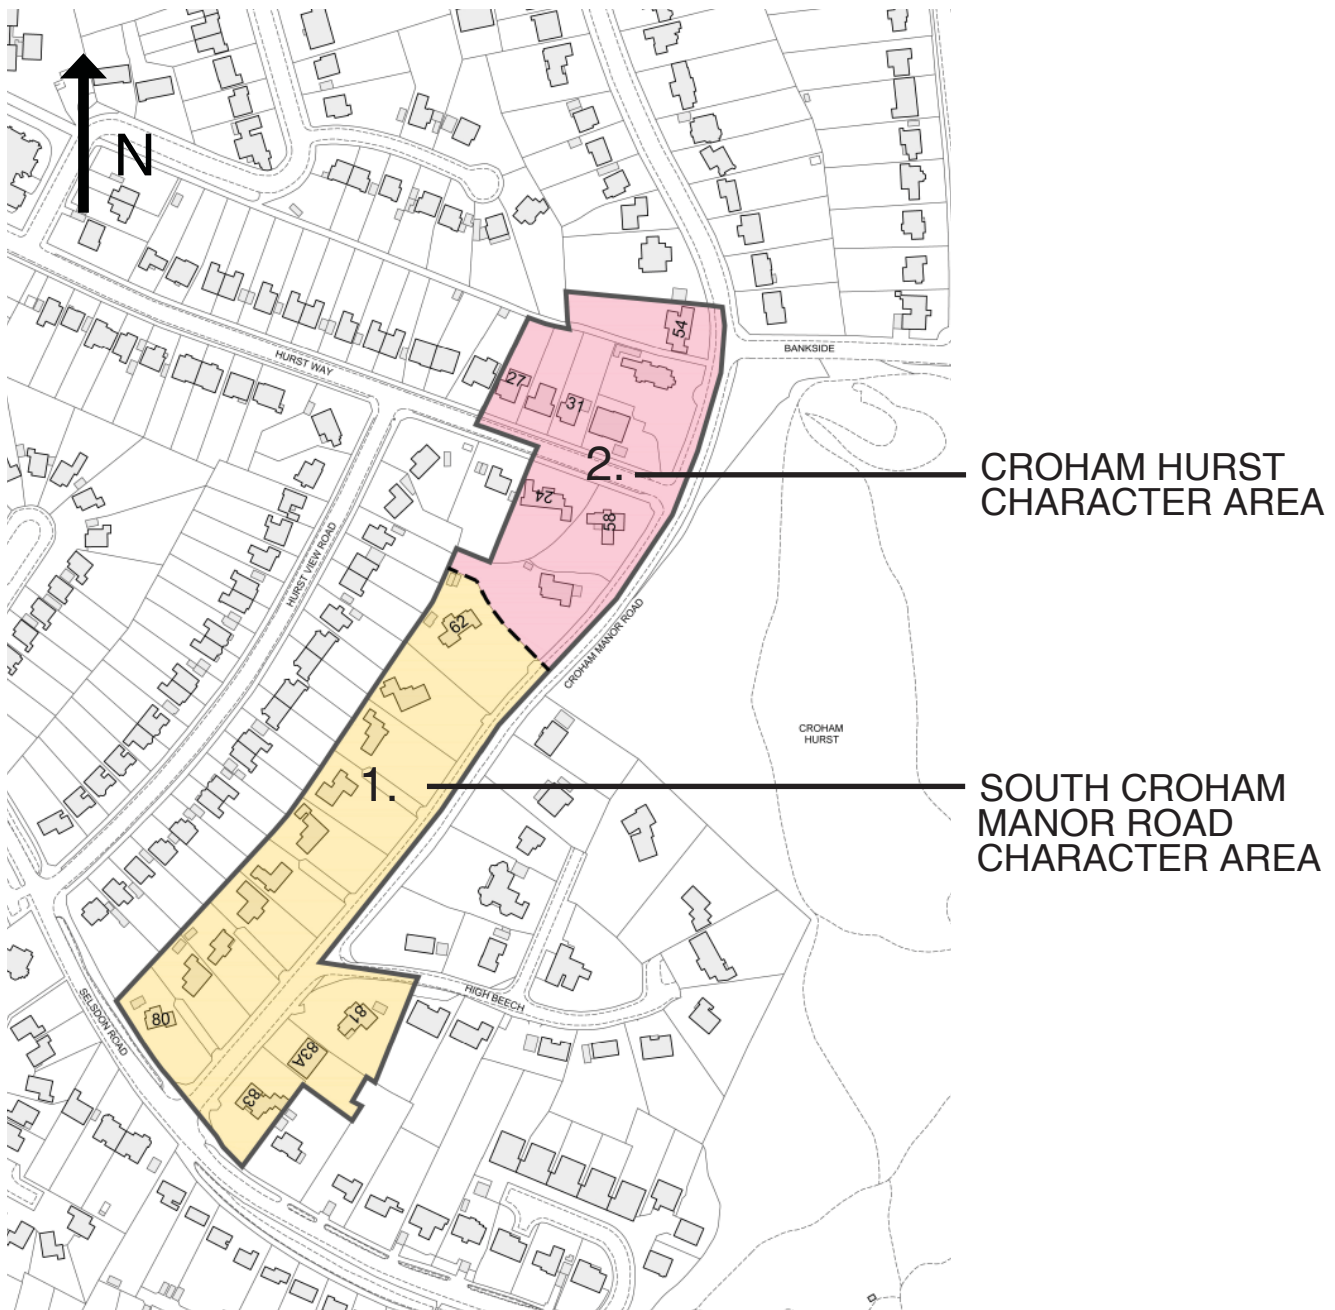 N
54
BANKSIDE
HURST WAY
27
31
2.
CROHAM HURST
CHARACTER AREA
24
58
HURST VIEW ROAD
62
CROHAM MANOR ROAD
CROHAM
HURST
1.
SOUTH CROHAM
MANOR ROAD
CHARACTER AREA
HIGH BEECH
SELSDON ROAD
80
81
83A
83